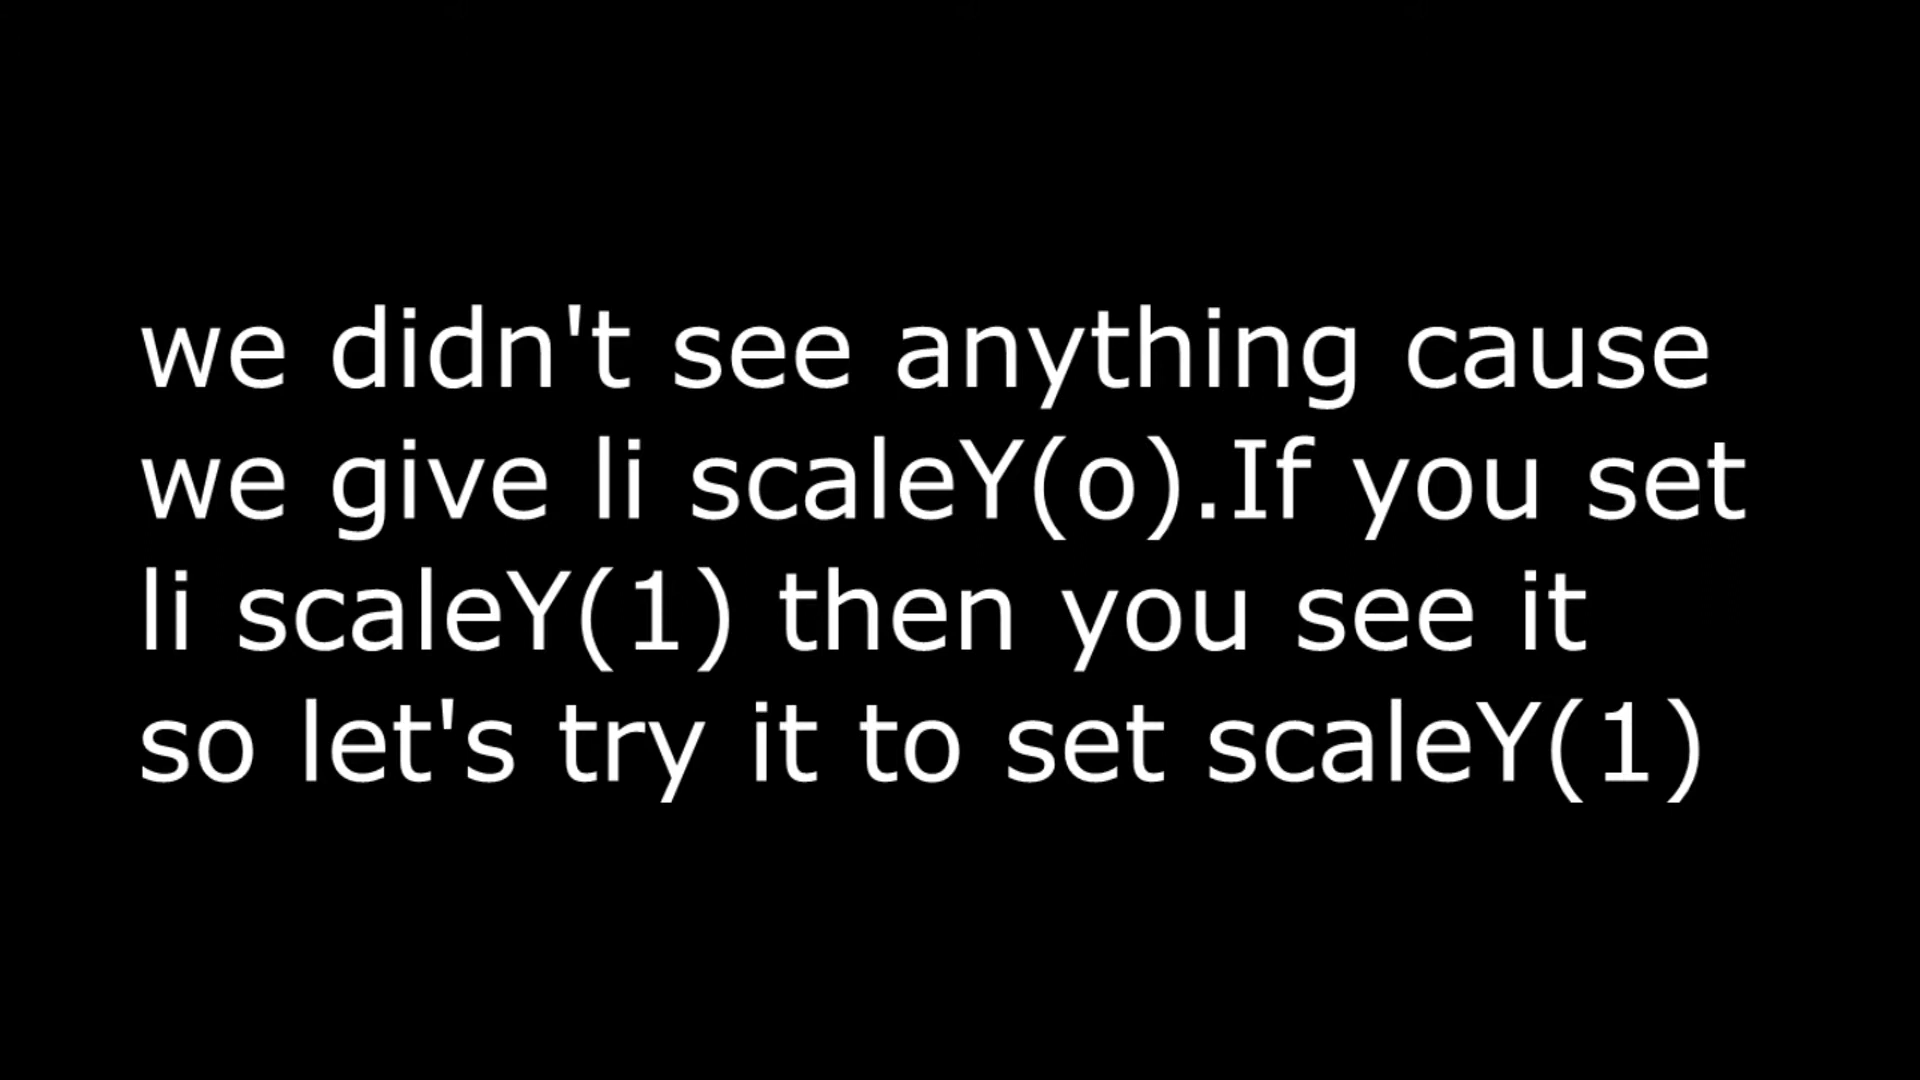 we didn't see anything cause
we give li scaleY(o).If you set
li scaleY(1) then you see it
so let's try it to set scaleY(1)